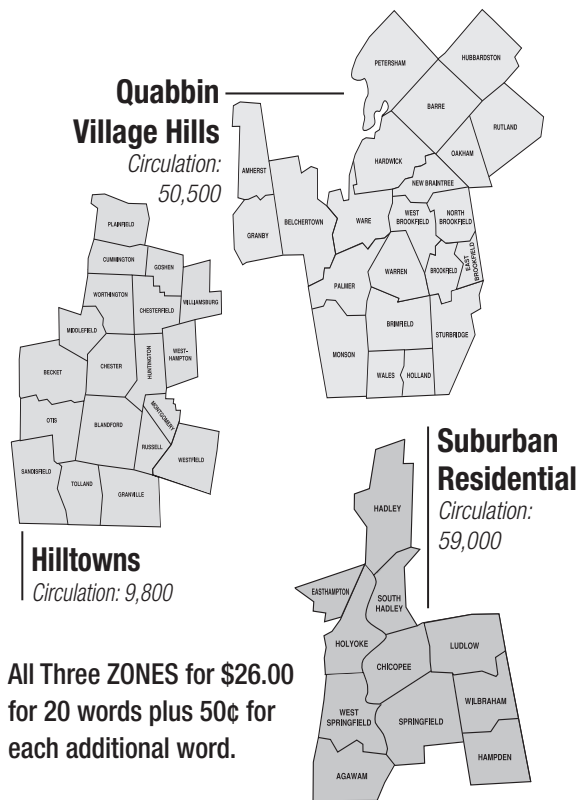 Quabbin
Village Hills
Circulation:
50,500
PETERSHAM
HUBBARDSTON
BARRE
RUTLAND
OAKHAM
HARDWICK
NEW BRAINTREE
AMHERST
GRANBY
BELCHERTOWN
WARE
WEST
BROOKFIELD
NORTH
BROOKFIELD
EAST
BROOKFIELD
BROOKFIELD
WARREN
PALMER
BRIMFIELD
STURBRIDGE
MONSON
WALES
HOLLAND
PLAINFIELD
CUMMINGTON
GOSHEN
WORTHINGTON
CHESTERFIELD
WILLIAMSBURG
MIDDLEFIELD
BECKET
CHESTER
HUNTINGTON
WEST-
HAMPTON
OTIS
BLANDFORD
MONTGOMERY
RUSSELL
WESTFIELD
SANDISFIELD
TOLLAND
GRANVILLE
Hilltowns
Circulation: 9,800
Suburban
Residential
Circulation:
59,000
HADLEY
EASTHAMPTON
SOUTH
HADLEY
HOLYOKE
CHICOPEE
LUDLOW
WEST
SPRINGFIELD
SPRINGFIELD
WILBRAHAM
HAMPDEN
AGAWAM
All Three ZONES for $26.00
for 20 words plus 50¢ for
each additional word.